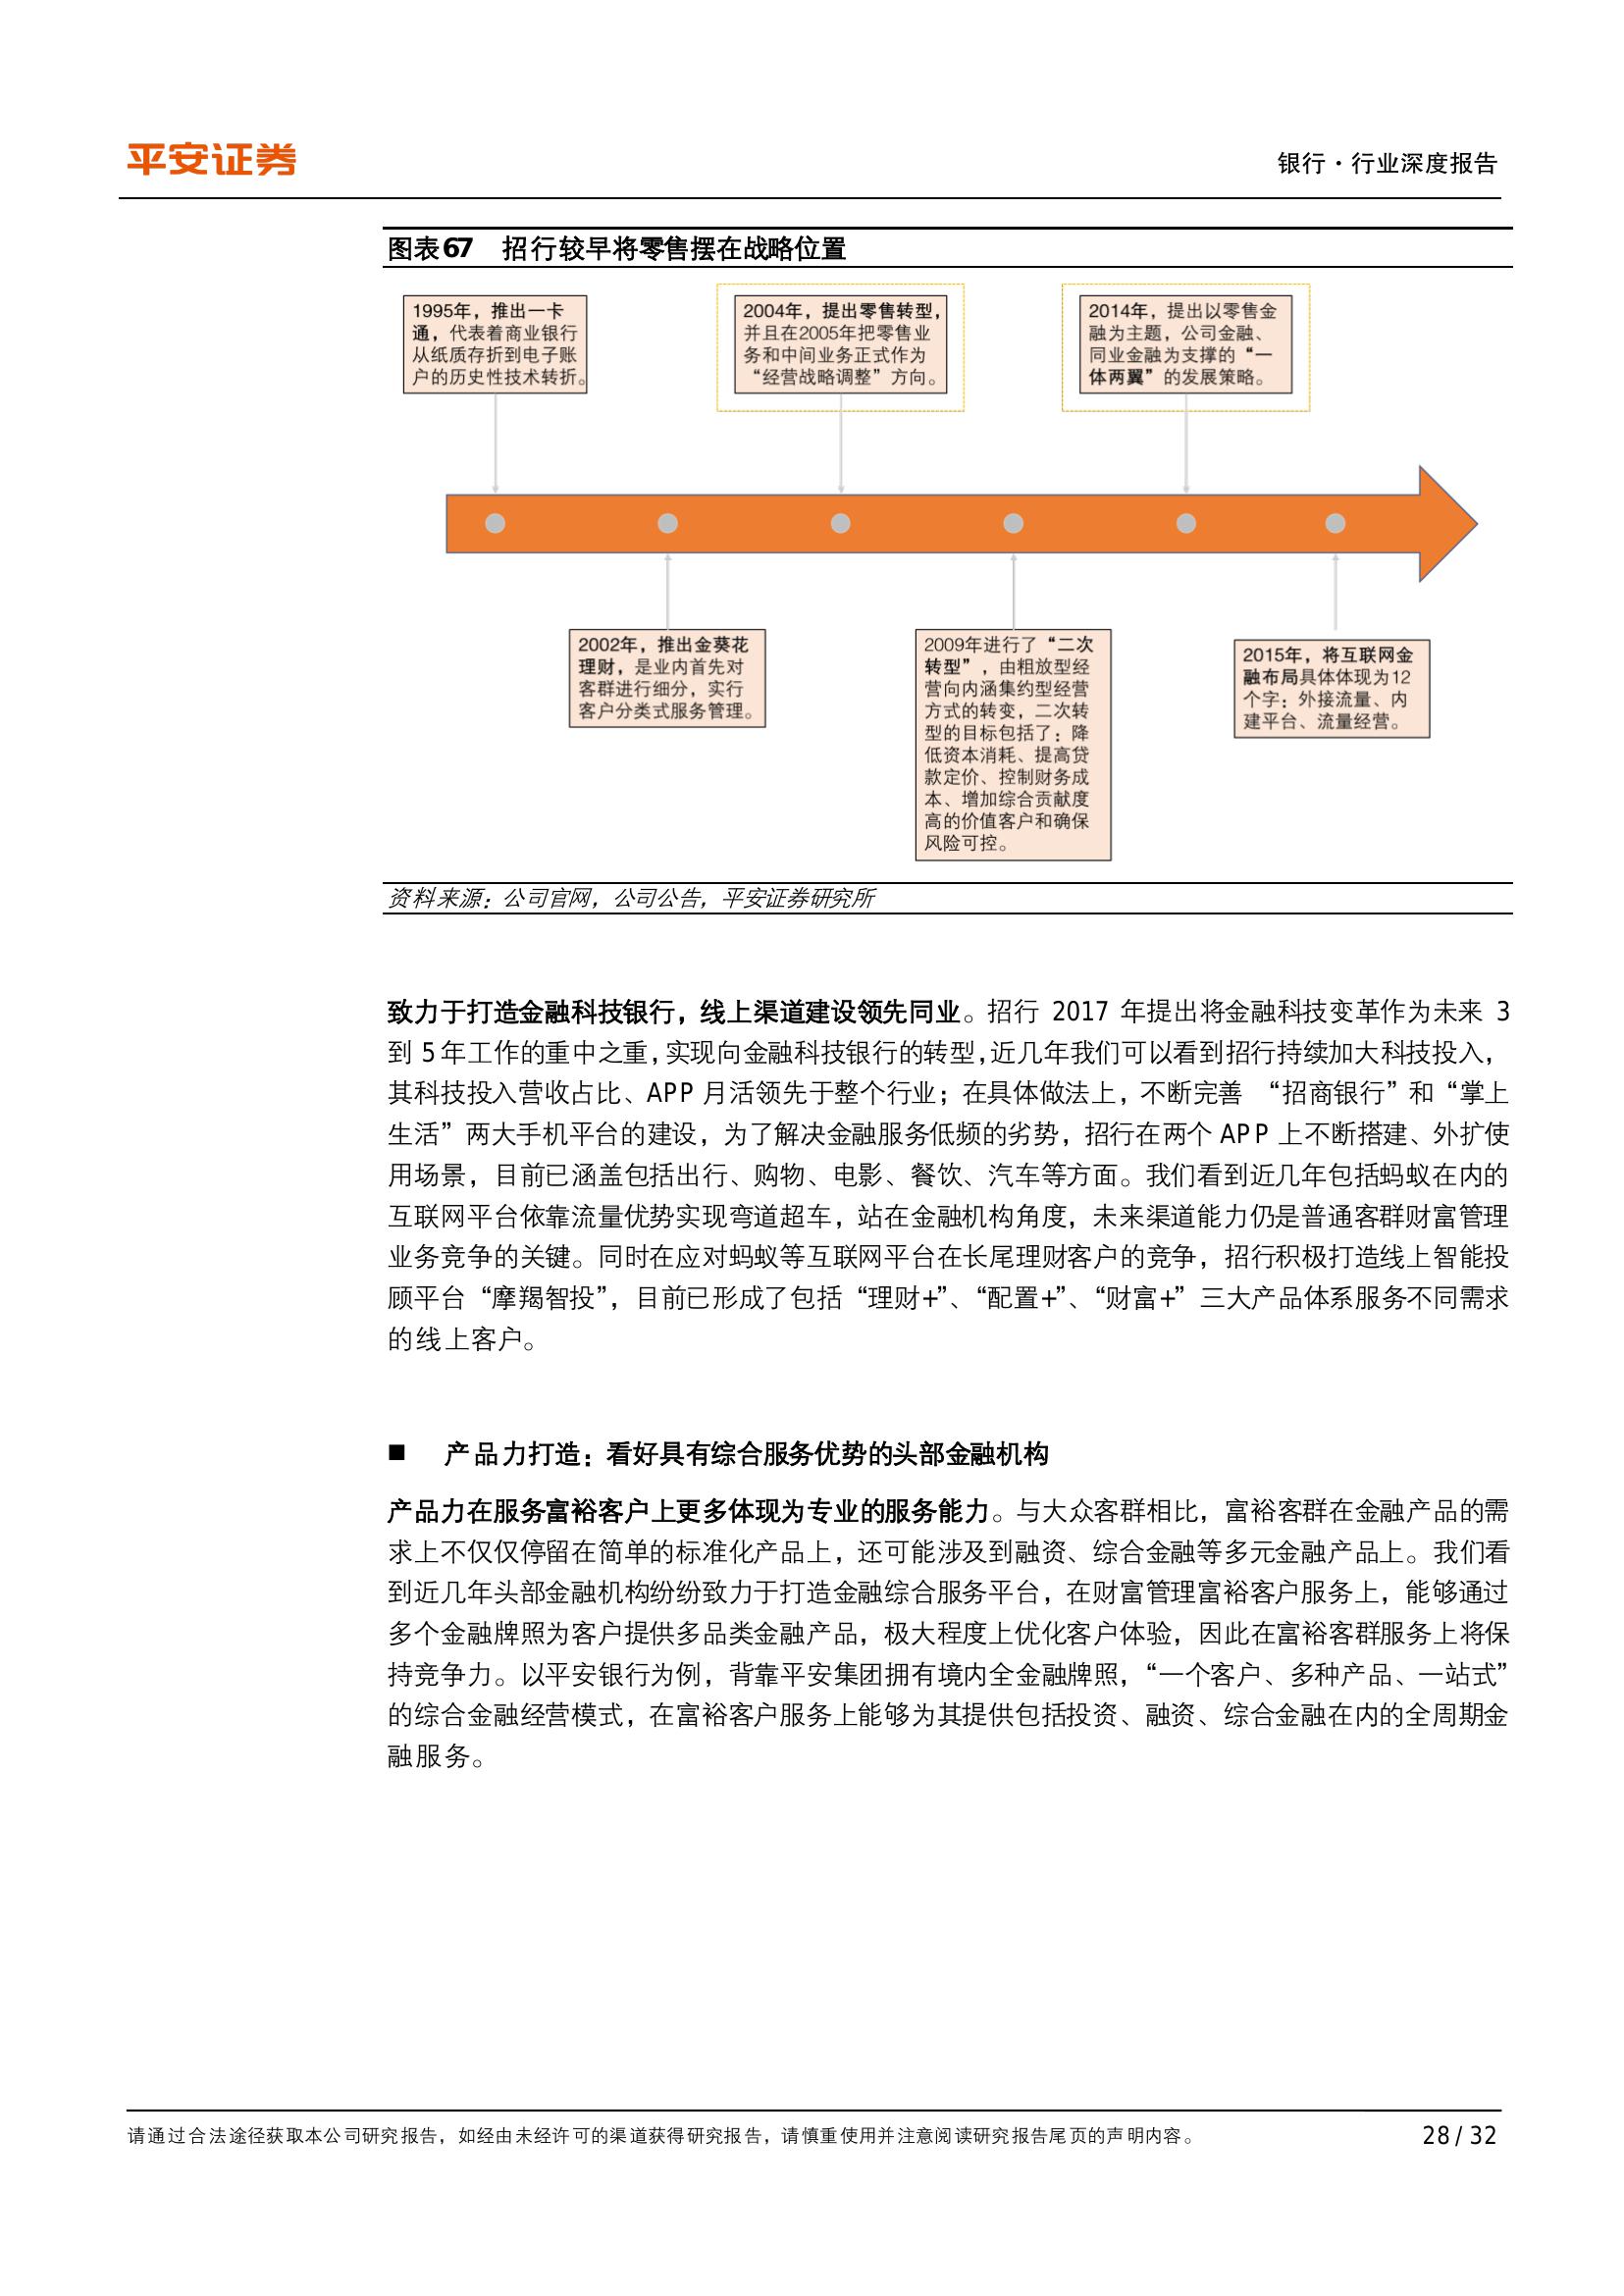 平安证券
银行·行业深度报告
图表67 招行较早将零售摆在战略位置
1995年，推出一卡
通，代表着商业银行
从纸质存折到电子账
户的历史性技术转折。
2004年，提出零售转型，
并且在2005年把零售业
务和中间业务正式作为
“经营战略调整”方向。
2014年，提出以零售金
融为主题，公司金融、
同业金融为支撑的“一
体两翼”的发展策略。
2002年，推出金葵花
理财，是业内首先对
客群进行细分，实行
客户分类式服务管理。
2009年进行了“二次
转型”，由粗放型经
营向内涵集约型经营
方式的转变，二次转
型的目标包括了：降
低资本消耗、提高贷
款定价、控制财务成
本、增加综合贡献度
高的价值客户和确保
风险可控。
2015年，将互联网金
融布局具体体现为12
个字：外接流量、内
建平台、流量经营。
资料来源：公司官网，公司公告，平安证券研究所
致力于打造金融科技银行，线上渠道建设领先同业。招行 2017 年提出将金融科技变革作为未来 3
到 5 年工作的重中之重，实现向金融科技银行的转型，近几年我们可以看到招行持续加大科技投入，
其科技投入营收占比、APP 月活领先于整个行业；在具体做法上，不断完善 “招商银行”和“掌上
生活”两大手机平台的建设，为了解决金融服务低频的劣势，招行在两个 APP 上不断搭建、外扩使
用场景，目前已涵盖包括出行、购物、电影、餐饮、汽车等方面。我们看到近几年包括蚂蚁在内的
互联网平台依靠流量优势实现弯道超车，站在金融机构角度，未来渠道能力仍是普通客群财富管理
业务竞争的关键。同时在应对蚂蚁等互联网平台在长尾理财客户的竞争，招行积极打造线上智能投
顾平台“摩羯智投”，目前已形成了包括“理财+”、“配置+”、“财富+”三大产品体系服务不同需求
的线上客户。
■ 产品力打造：看好具有综合服务优势的头部金融机构
产品力在服务富裕客户上更多体现为专业的服务能力。与大众客群相比，富裕客群在金融产品的需
求上不仅仅停留在简单的标准化产品上，还可能涉及到融资、综合金融等多元金融产品上。我们看
到近几年头部金融机构纷纷致力于打造金融综合服务平台，在财富管理富裕客户服务上，能够通过
多个金融牌照为客户提供多品类金融产品，极大程度上优化客户体验，因此在富裕客群服务上将保
持竞争力。以平安银行为例，背靠平安集团拥有境内全金融牌照，“一个客户、多种产品、一站式”
的综合金融经营模式，在富裕客户服务上能够为其提供包括投资、融资、综合金融在内的全周期金
融服务。
请通过合法途径获取本公司研究报告，如经由未经许可的渠道获得研究报告，请慎重使用并注意阅读研究报告尾页的声明内容。
28 / 32